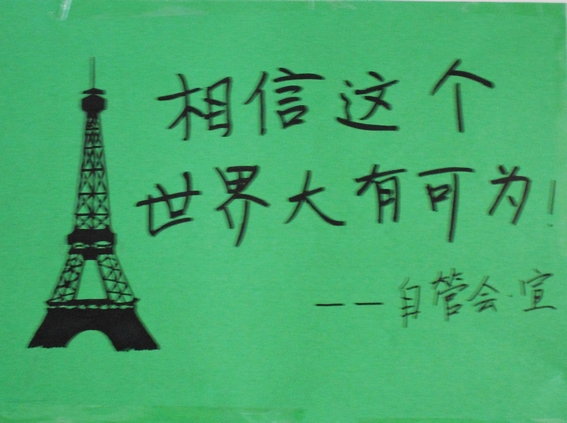 相信这个
世界大有可为!
——自管会·宣